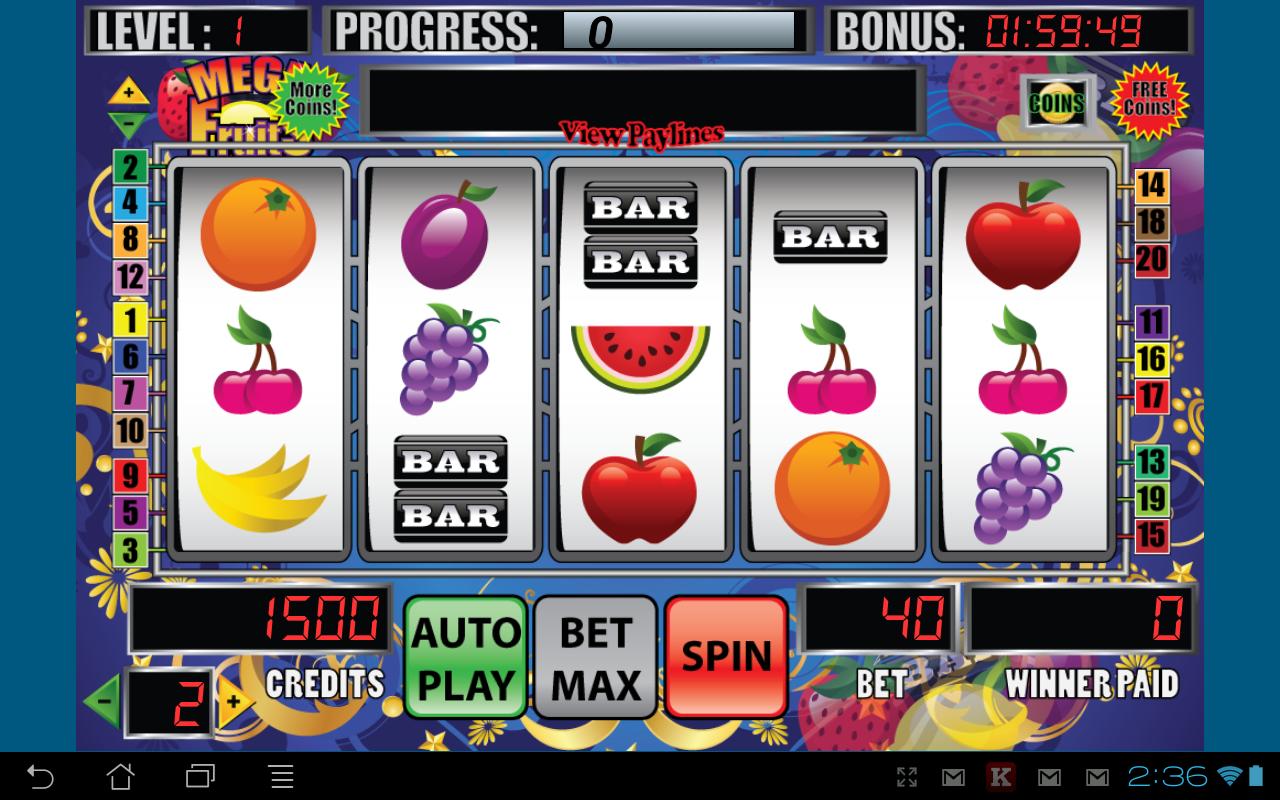 LEVEL: 1
PROGRESS: 0
BONUS: 01:59:49
MEGA
Fruits
More
Coins!
COINS
FREE
Coins!
View Paylines
+
-
2
4
8
12
1
6
7
10
9
5
3
BAR
BAR
BAR
BAR
BAR
14
18
20
11
16
17
13
19
15
1500
CREDITS
-
2
+
AUTO
PLAY
BET
MAX
SPIN
40
BET
0
WINNER PAID
K
2:36